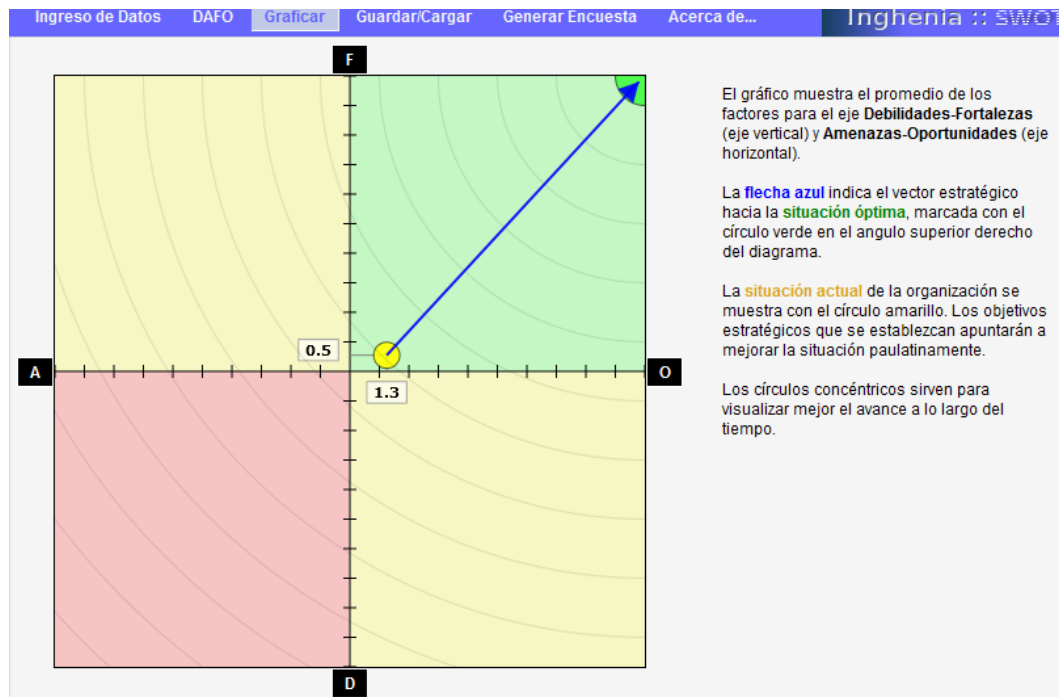 Ingreso de Datos DAFO Graficar Guardar/Cargar Generar Encuesta Acerca de... Inghenia :: SWOT
F
El gráfico muestra el promedio de los
factores para el eje Debilidades-Fortalezas
(eje vertical) y Amenazas-Oportunidades (eje
horizontal).
La flecha azul indica el vector estratégico
hacia la situación óptima, marcada con el
círculo verde en el angulo superior derecho
del diagrama.
La situación actual de la organización se
muestra con el círculo amarillo. Los objetivos
estratégicos que se establezcan apuntarán a
mejorar la situación paulatinamente.
Los círculos concéntricos sirven para
visualizar mejor el avance a lo largo del
tiempo.
0.5
A
O
1.3
D